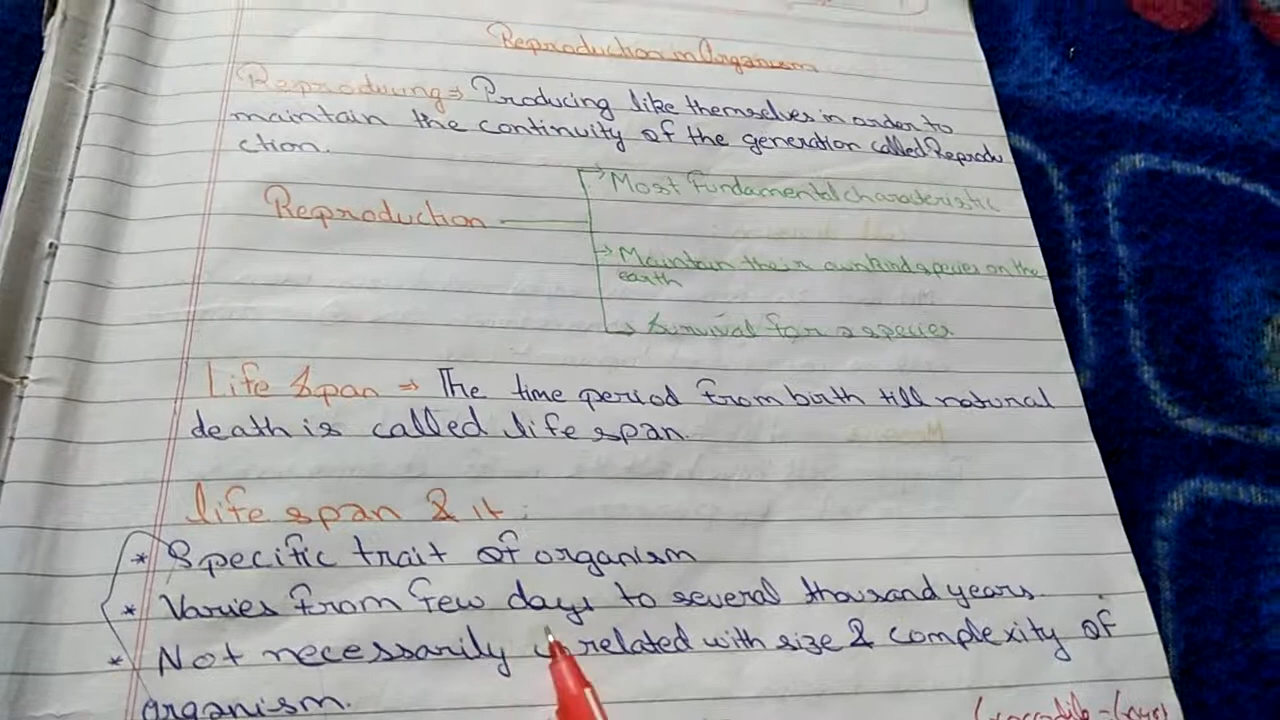 Reproduction in Organism
Reproduving ⇒ Producing like themselves in order to
maintain the continuity of the generation called Reprodu
ction.
Most fundamental characteristic
Reproduction
Maintain their own kind species on the
earth
Survival for a species
Life Span ⇒ The time period from birth till natural
death is called life span.
life span & it :
* Specific trait of organism
* Varies from few days to several thousand years.
* Not necessarily related with size & complexity of
organism.
Crocodile -